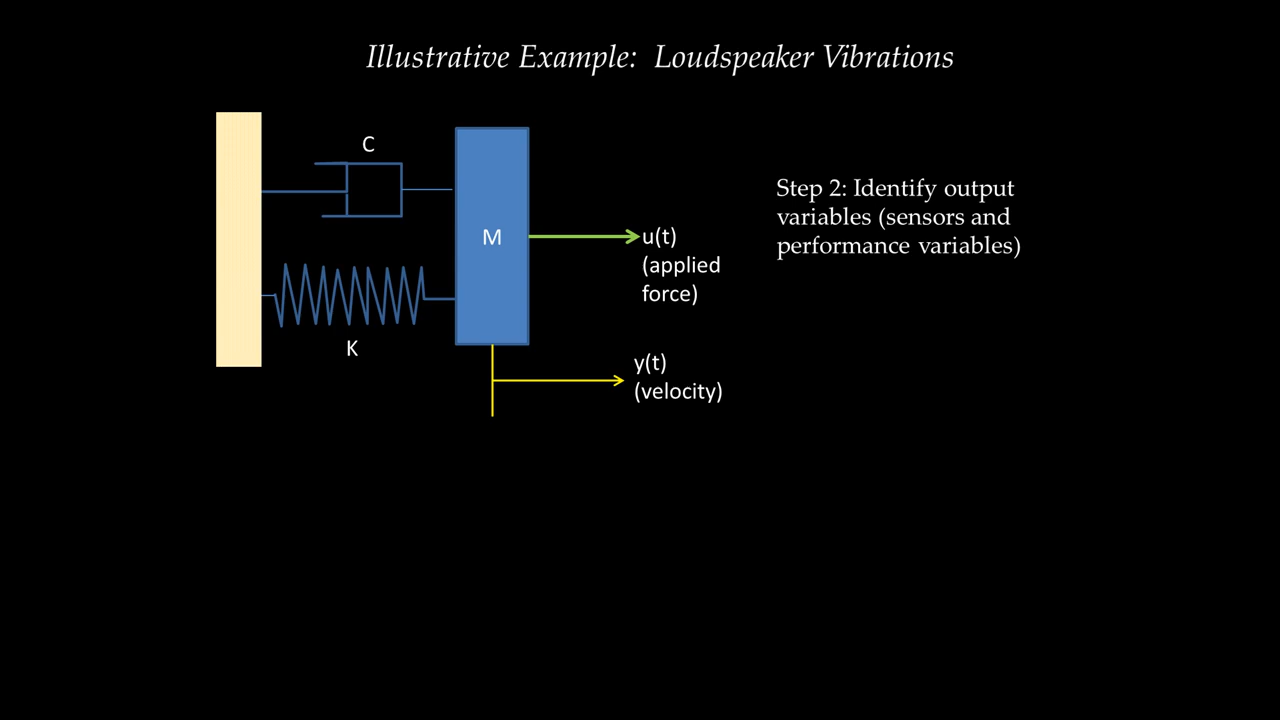 Illustrative Example: Loudspeaker Vibrations
C
M
K
u(t)
(applied
force)
y(t)
(velocity)
Step 2: Identify output
variables (sensors and
performance variables)